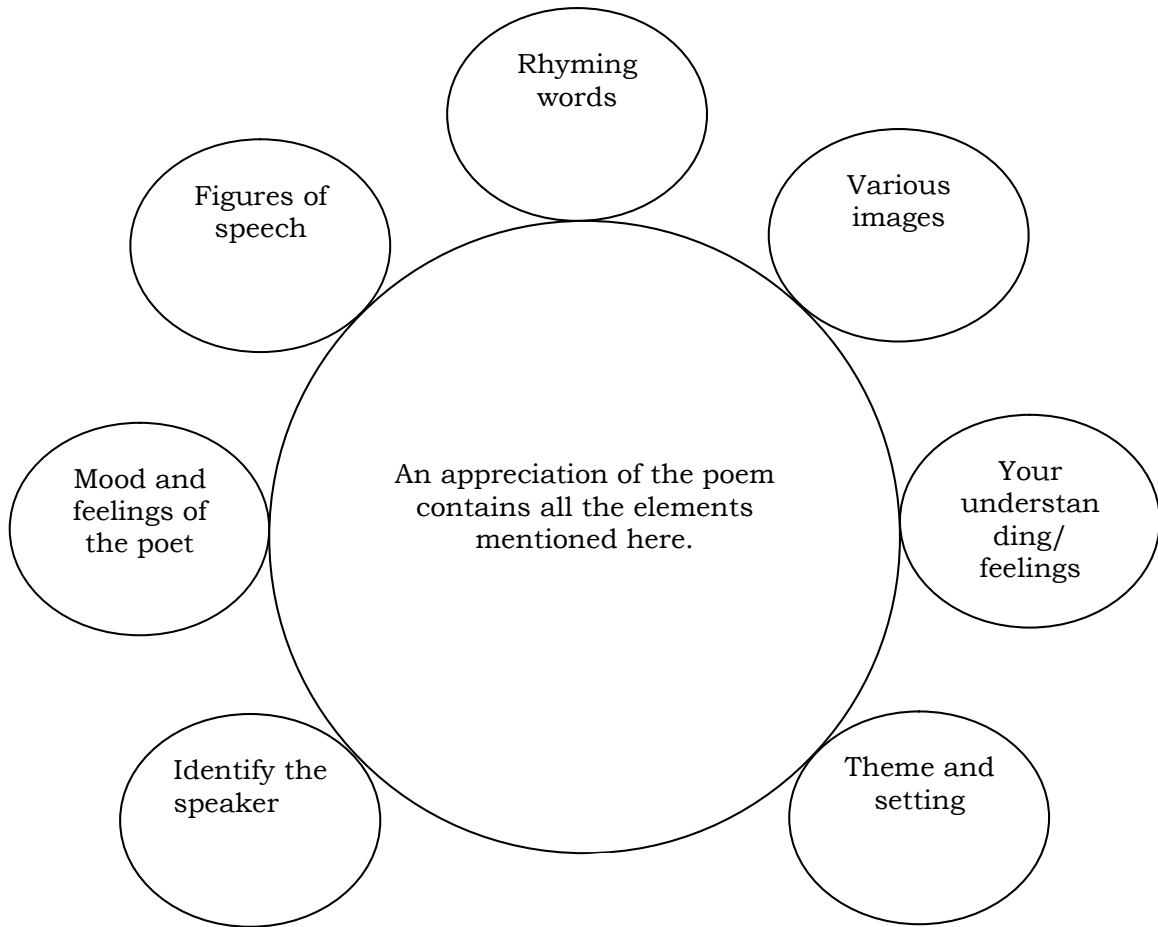 Rhyming
words
Figures of
speech
Various
images
Mood and
feelings of
the poet
An appreciation of the poem
contains all the elements
mentioned here.
Your
understan
ding/
feelings
Identify the
speaker
Theme and
setting